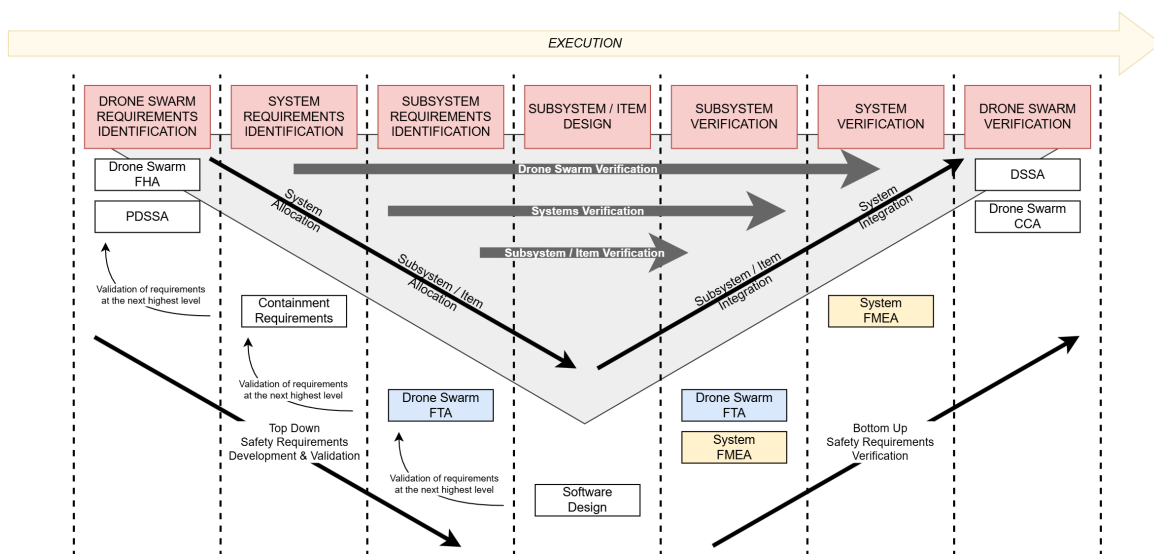 EXECUTION
DRONE SWARM
REQUIREMENTS
IDENTIFICATION
SYSTEM
REQUIREMENTS
IDENTIFICATION
SUBSYSTEM
REQUIREMENTS
IDENTIFICATION
SUBSYSTEM / ITEM
DESIGN
SUBSYSTEM
VERIFICATION
SYSTEM
VERIFICATION
DRONE SWARM
VERIFICATION
Drone Swarm
FHA
PDSSA
Validation of requirements
at the next highest level
System
Allocation
Drone Swarm Verification
Systems Verification
Subsystem / Item Verification
Subsystem / Item
Allocation
Subsystem / Item
Integration
System
Integration
DSSA
Drone Swarm
CCA
Containment
Requirements
System
FMEA
Validation of requirements
at the next highest level
Drone Swarm
FTA
Drone Swarm
FTA
System
FMEA
Top Down
Safety Requirements
Development & Validation
Bottom Up
Safety Requirements
Verification
Validation of requirements
at the next highest level
Software
Design